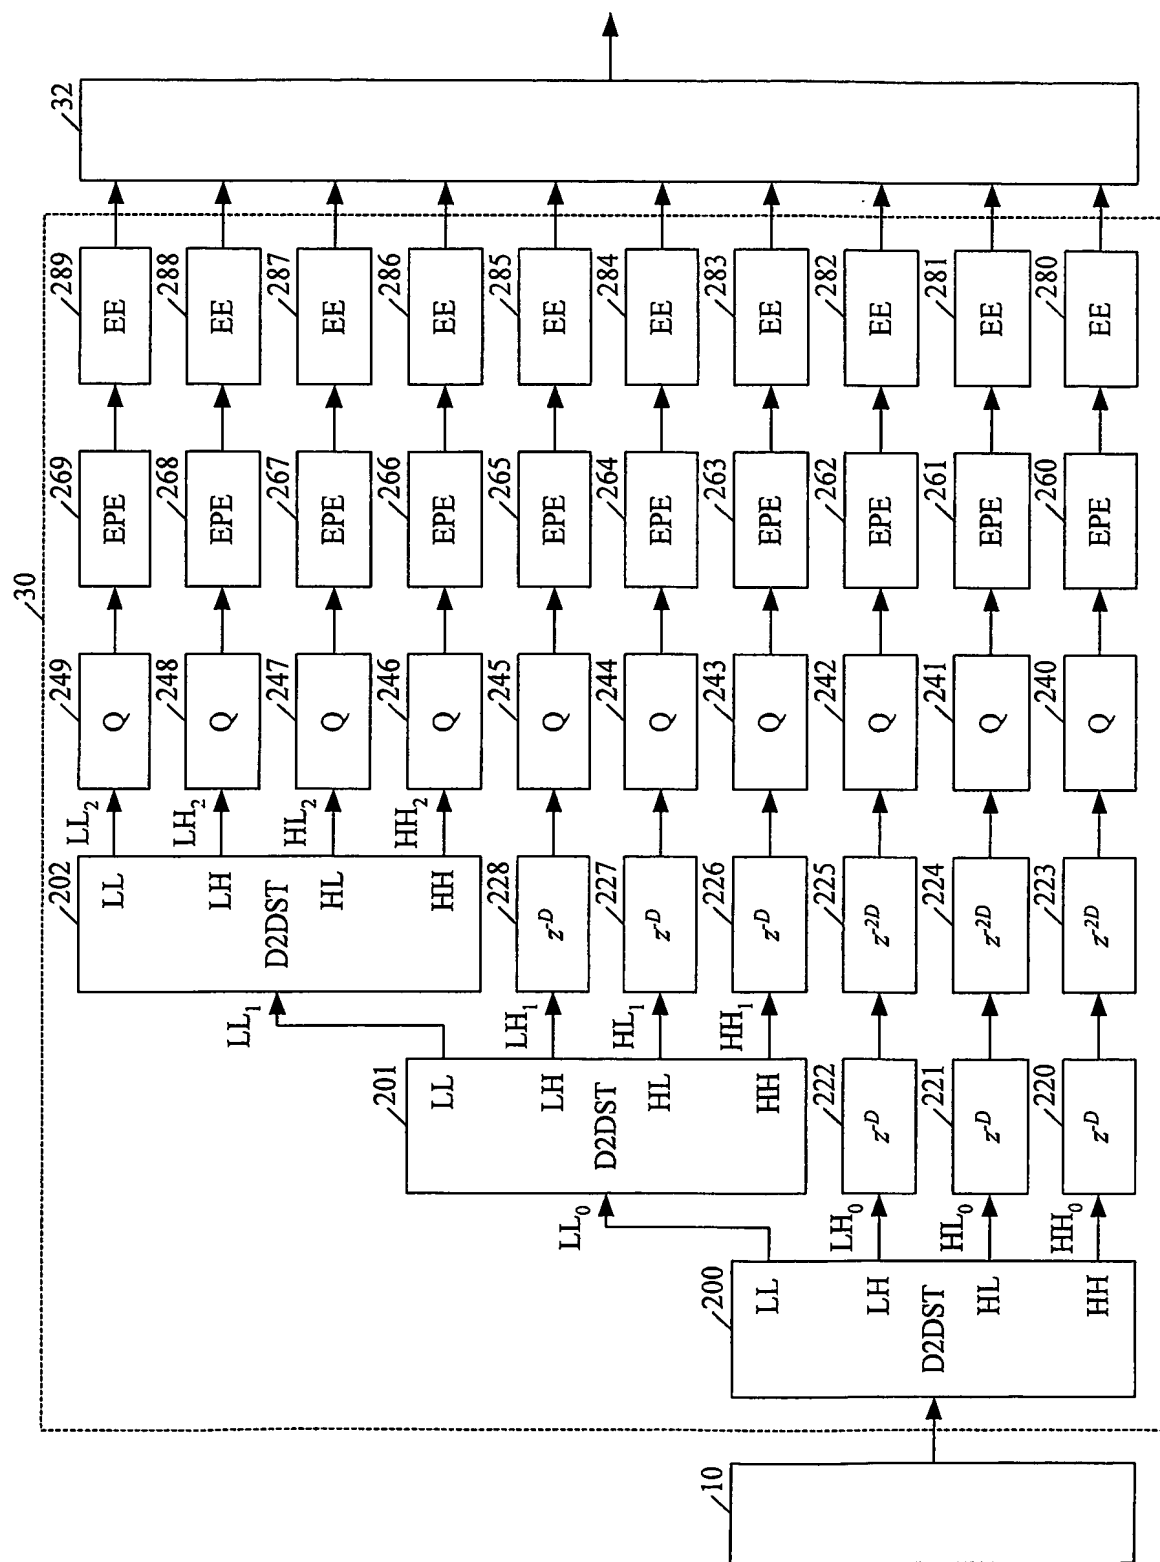 10
30
32
200
D2DST
LL
LH
HL
HH
LL₀
LH₀
HL₀
HH₀
201
D2DST
LL
LH
HL
HH
222
z⁻ᴰ
221
z⁻ᴰ
220
z⁻ᴰ
LL₁
LH₁
HL₁
HH₁
202
D2DST
LL
LH
HL
HH
228
z⁻ᴰ
227
z⁻ᴰ
226
z⁻ᴰ
225
z⁻²ᴰ
224
z⁻²ᴰ
223
z⁻²ᴰ
LL₂
LH₂
HL₂
HH₂
249
Q
248
Q
247
Q
246
Q
245
Q
244
Q
243
Q
242
Q
241
Q
240
Q
269
EPE
268
EPE
267
EPE
266
EPE
265
EPE
264
EPE
263
EPE
262
EPE
261
EPE
260
EPE
289
EE
288
EE
287
EE
286
EE
285
EE
284
EE
283
EE
282
EE
281
EE
280
EE